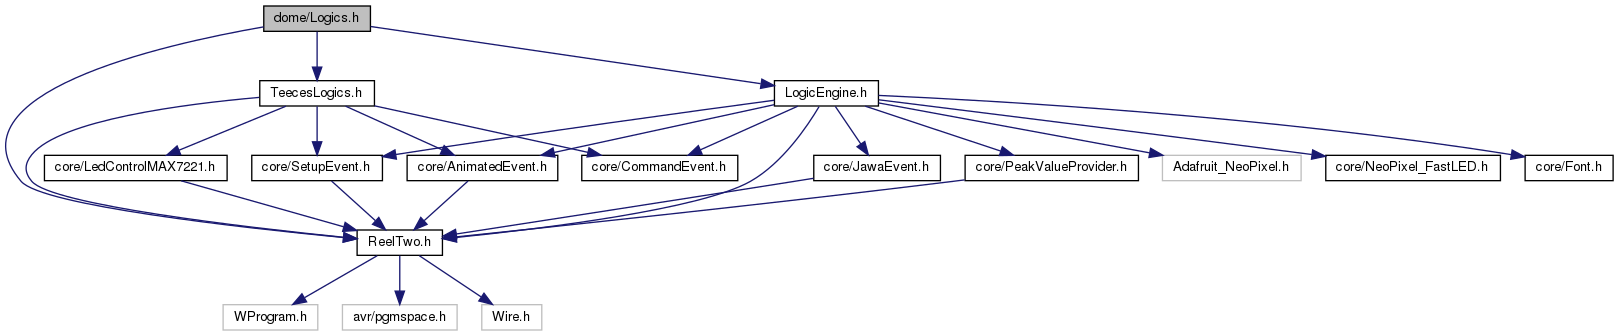 dome/Logics.h
TeecesLogics.h
LogicEngine.h
core/LedControlMAX7221.h
core/SetupEvent.h
core/AnimatedEvent.h
core/CommandEvent.h
core/JawaEvent.h
core/PeakValueProvider.h
Adafruit_NeoPixel.h
core/NeoPixel_FastLED.h
core/Font.h
ReelTwo.h
WProgram.h
avr/pgmspace.h
Wire.h